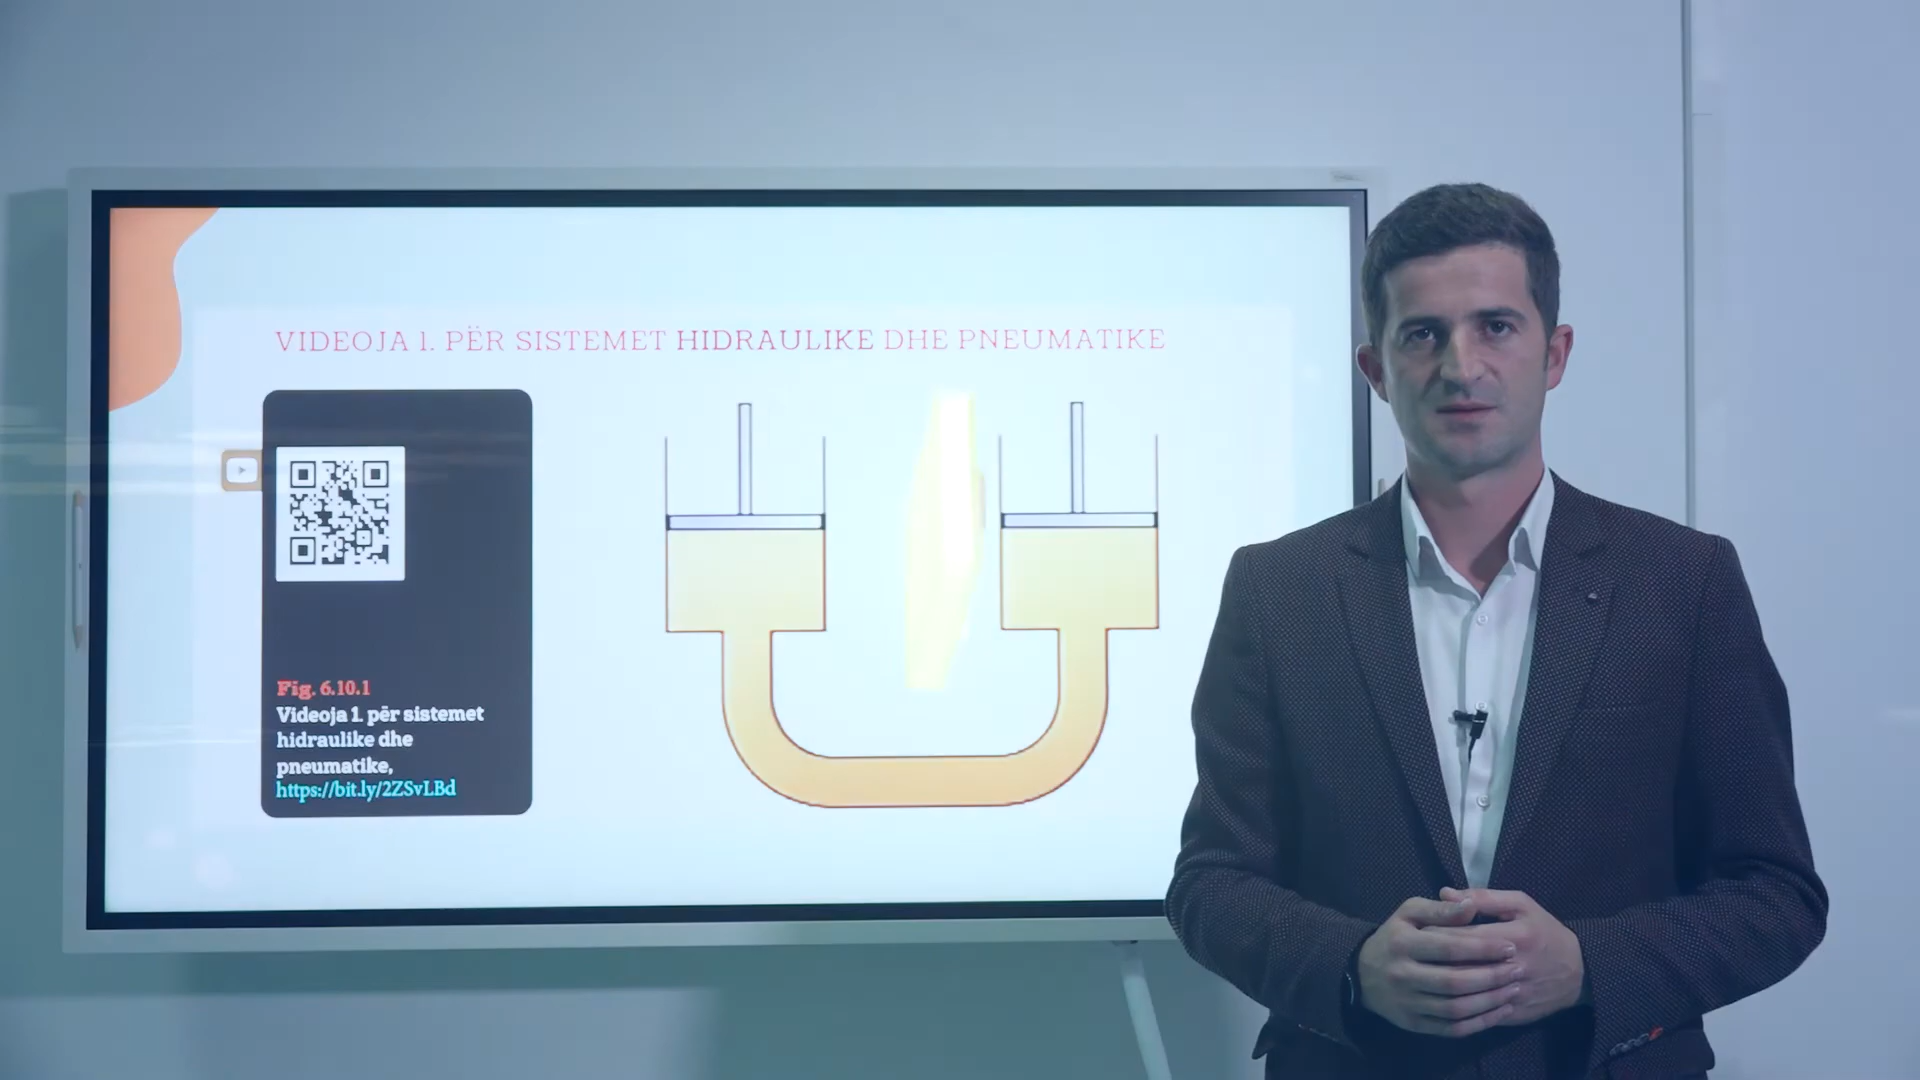 VIDEOJA 1. PËR SISTEMET HIDRAULIKE DHE PNEUMATIKE
Fig. 6.10.1
Videoja 1. për sistemet
hidraulike dhe
pneumatike,
https://bit.ly/2ZSvLBd